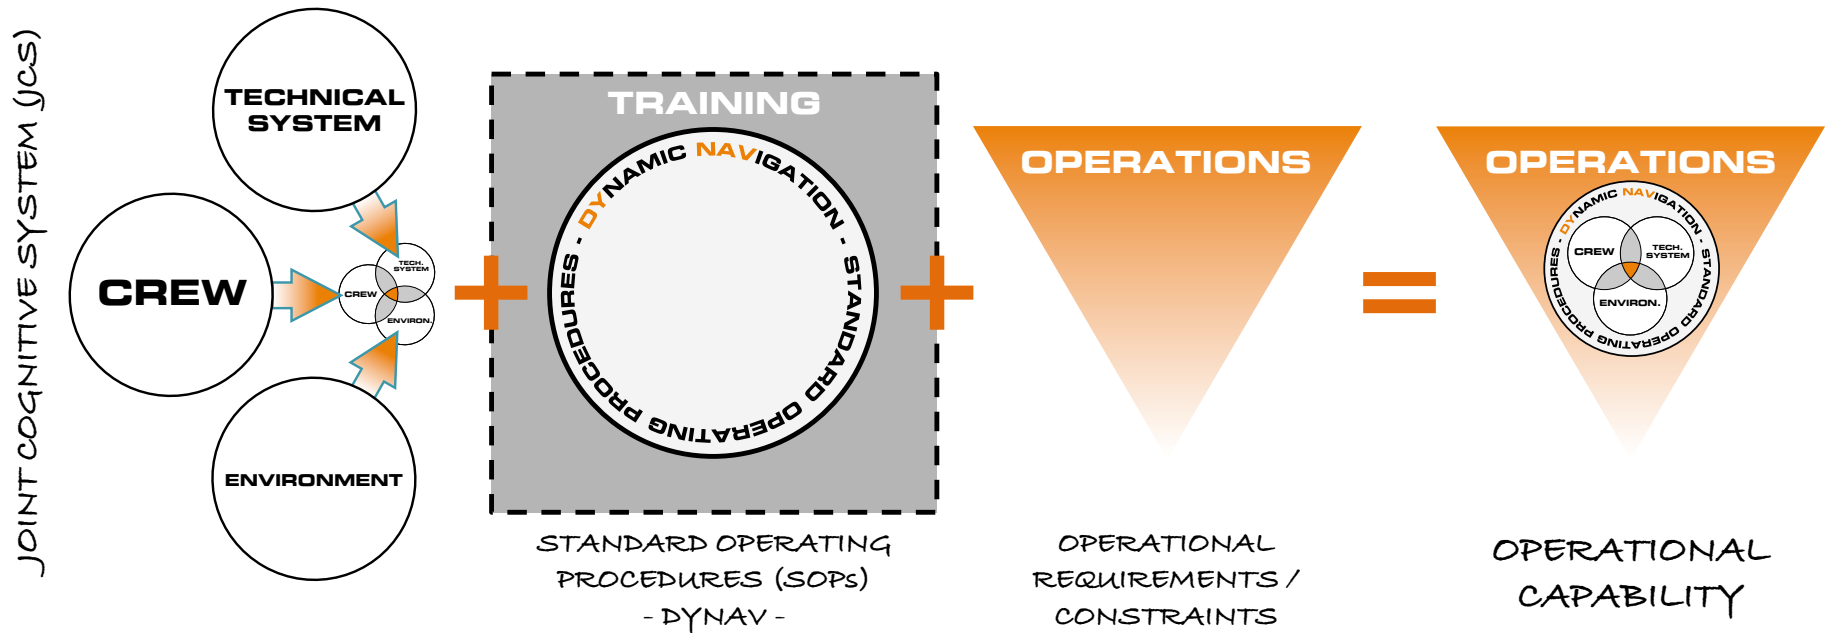 JOINT COGNITIVE SYSTEM (JCS)
TECHNICAL
SYSTEM
CREW
ENVIRONMENT
TECH.
SYSTEM
CREW
ENVIRON.
TRAINING
DYNAMIC NAVIGATION - STANDARD OPERATING PROCEDURES -
STANDARD OPERATING
PROCEDURES (SOPs)
- DYNAV -
OPERATIONS
OPERATIONAL
REQUIREMENTS /
CONSTRAINTS
OPERATIONS
DYNAMIC NAVIGATION - STANDARD OPERATING PROCEDURES -
CREW
TECH.
SYSTEM
ENVIRON.
OPERATIONAL
CAPABILITY